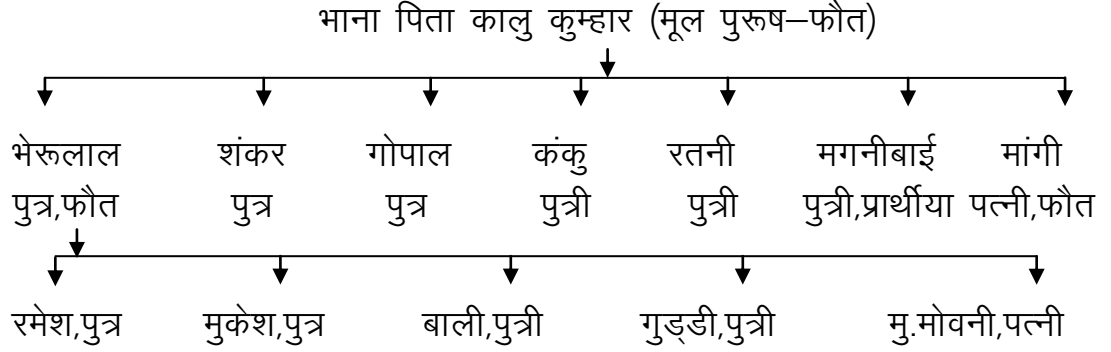 भाना पिता कालु कुम्हार (मूल पुरूष–फौत)
भेरूलाल शंकर गोपाल कंकु रतनी मगनीबाई मांगी
पुत्र,फौत पुत्र पुत्र पुत्री पुत्री पुत्री,प्रार्थीया पत्नी,फौत
रमेश,पुत्र मुकेश,पुत्र बाली,पुत्री गुड्डी,पुत्री मु.मोवनी,पत्नी